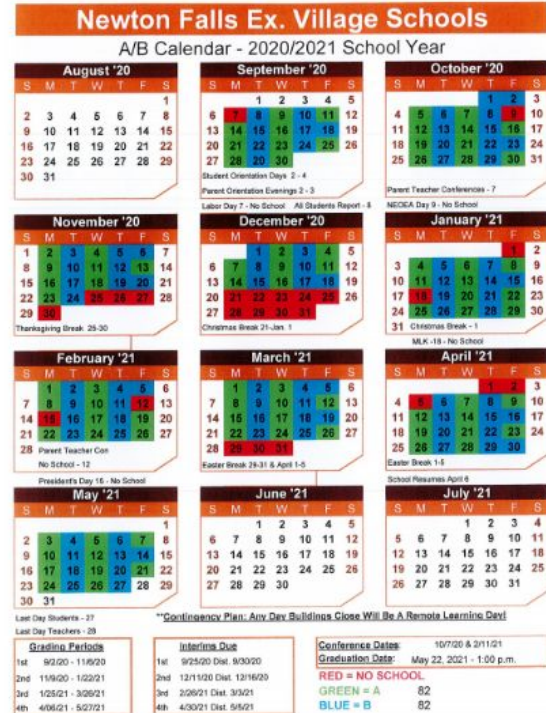 Newton Falls Ex. Village Schools
A/B Calendar - 2020/2021 School Year
August '20
S M T W T F S
1
2 3 4 5 6 7 8
9 10 11 12 13 14 15
16 17 18 19 20 21 22
23 24 25 26 27 28 29
30 31
September '20
S M T W T F S
1 2 3 4 5
6 7 8 9 10 11 12
13 14 15 16 17 18 19
20 21 22 23 24 25 26
27 28 29 30
Student Orientation Days 2 - 4
Parent Orientation Evenings 2 - 3
Labor Day 7 - No School All Students Report - 8
October '20
S M T W T F S
1 2 3
4 5 6 7 8 9 10
11 12 13 14 15 16 17
18 19 20 21 22 23 24
25 26 27 28 29 30 31
Parent Teacher Conferences - 7
NEOEA Day 9 - No School
November '20
S M T W T F S
1 2 3 4 5 6 7
8 9 10 11 12 13 14
15 16 17 18 19 20 21
22 23 24 25 26 27 28
29 30
Thanksgiving Break 25-30
December '20
S M T W T F S
1 2 3 4 5
6 7 8 9 10 11 12
13 14 15 16 17 18 19
20 21 22 23 24 25 26
27 28 29 30 31
Christmas Break 21-Jan. 1
January '21
S M T W T F S
1 2
3 4 5 6 7 8 9
10 11 12 13 14 15 16
17 18 19 20 21 22 23
24 25 26 27 28 29 30
31 Christmas Break - 1
MLK -18 - No School
February '21
S M T W T F S
1 2 3 4 5 6
7 8 9 10 11 12 13
14 15 16 17 18 19 20
21 22 23 24 25 26 27
28 Parent Teacher Con
No School - 12
President's Day 15 - No School
March '21
S M T W T F S
1 2 3 4 5 6
7 8 9 10 11 12 13
14 15 16 17 18 19 20
21 22 23 24 25 26 27
28 29 30 31
Easter Break 29-31 & April 1-5
April '21
S M T W T F S
1 2 3
4 5 6 7 8 9 10
11 12 13 14 15 16 17
18 19 20 21 22 23 24
25 26 27 28 29 30
Easter Break 1-5
School Resumes April 6
May '21
S M T W T F S
1
2 3 4 5 6 7 8
9 10 11 12 13 14 15
16 17 18 19 20 21 22
23 24 25 26 27 28 29
30 31
Last Day Students - 27
Last Day Teachers - 28
June '21
S M T W T F S
1 2 3 4 5
6 7 8 9 10 11 12
13 14 15 16 17 18 19
20 21 22 23 24 25 26
27 28 29 30
July '21
S M T W T F S
1 2 3 4
5 6 7 8 9 10 11
12 13 14 15 16 17 18
19 20 21 22 23 24 25
26 27 28 29 30 31
**Contingency Plan: Any Day Buildings Close Will Be A Remote Learning Day!
Grading Periods
1st 9/2/20 - 11/6/20
2nd 11/9/20 - 1/22/21
3rd 1/25/21 - 3/26/21
4th 4/06/21 - 5/27/21
Interims Due
1st 9/25/20 Dist. 9/30/20
2nd 12/11/20 Dist. 12/16/20
3rd 2/26/21 Dist. 3/3/21
4th 4/30/21 Dist. 5/5/21
Conference Dates: 10/7/20 & 2/11/21
Graduation Date: May 22, 2021 - 1:00 p.m.
RED = NO SCHOOL
GREEN = A 82
BLUE = B 82